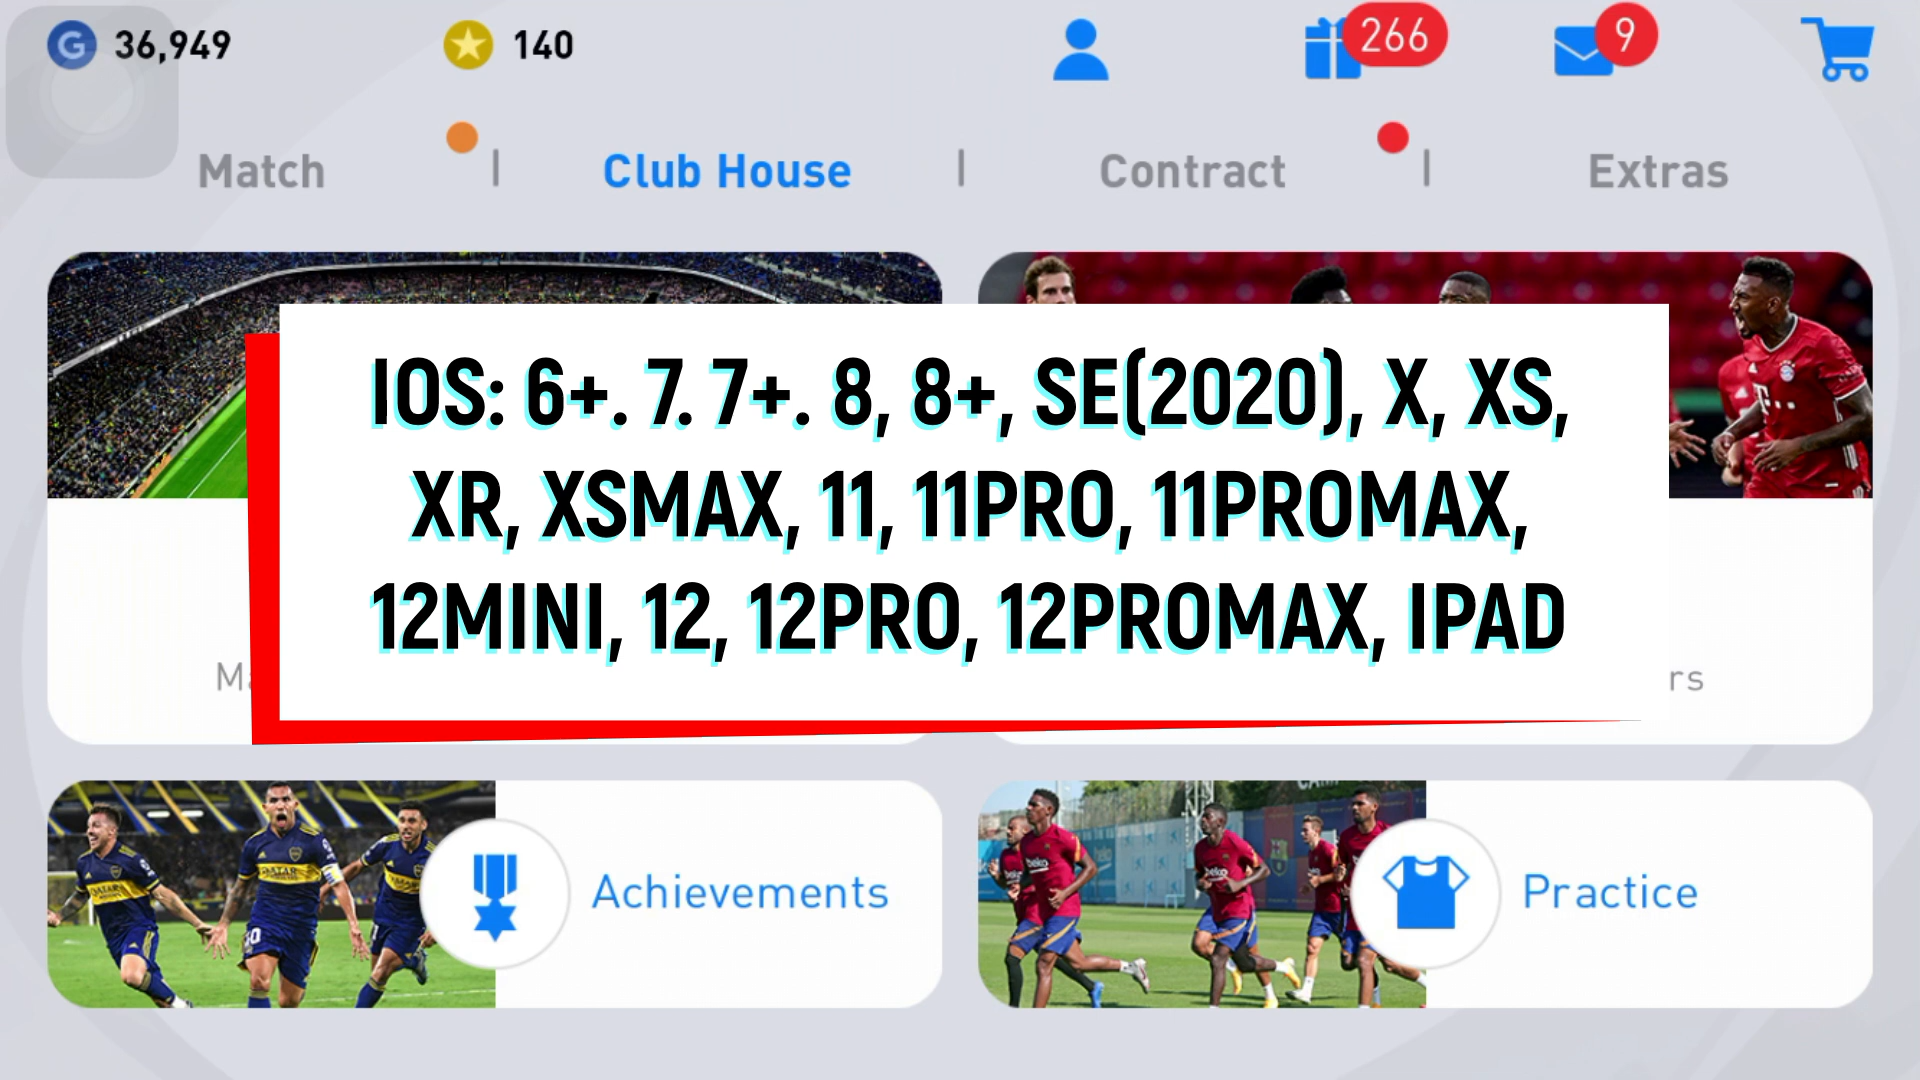 36,949
140
266
9
Match
Club House
Contract
Extras
IOS: 6+. 7. 7+. 8, 8+, SE(2020), X, XS,
XR, XSMAX, 11, 11PRO, 11PROMAX,
12MINI, 12, 12PRO, 12PROMAX, IPAD
Achievements
Practice